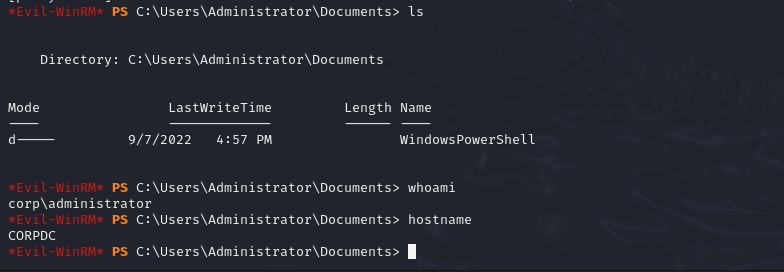 *Evil-WinRM* PS C:\Users\Administrator\Documents> ls
Directory: C:\Users\Administrator\Documents
Mode LastWriteTime Length Name
---- ------------- ------ ----
d----- 9/7/2022 4:57 PM WindowsPowerShell
*Evil-WinRM* PS C:\Users\Administrator\Documents> whoami
corp\administrator
*Evil-WinRM* PS C:\Users\Administrator\Documents> hostname
CORPDC
*Evil-WinRM* PS C:\Users\Administrator\Documents>